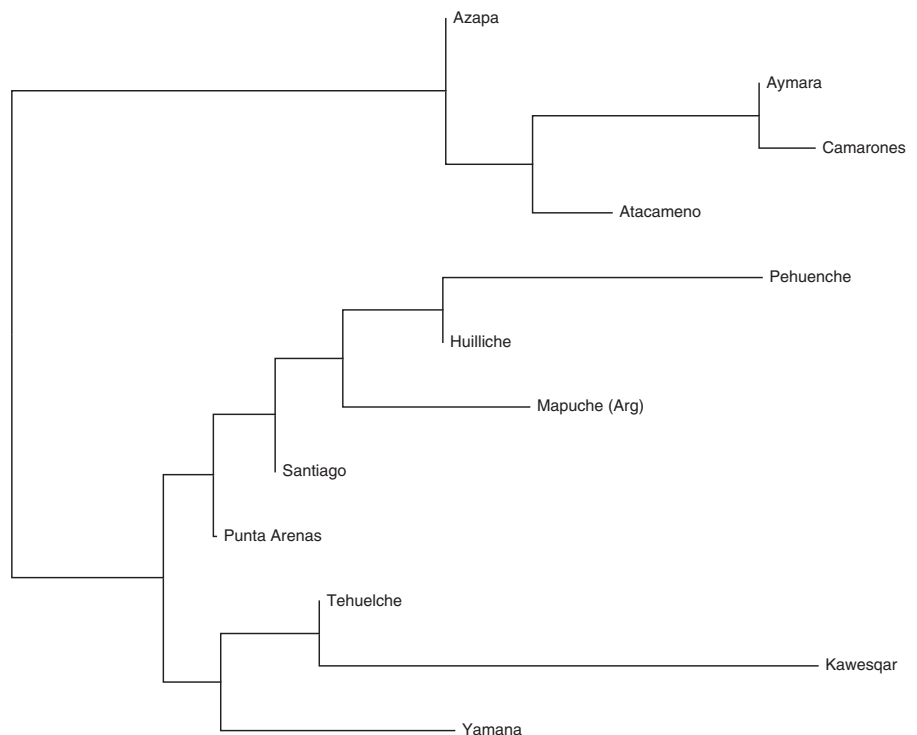 Azapa
Aymara
Camarones
Atacameno
Pehuenche
Huilliche
Mapuche (Arg)
Santiago
Punta Arenas
Tehuelche
Kawesqar
Yamana